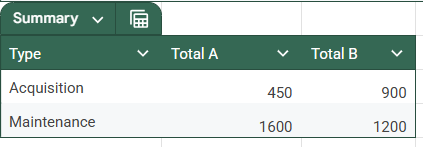 Summary
Type Total A Total B
Acquisition 450 900
Maintenance 1600 1200